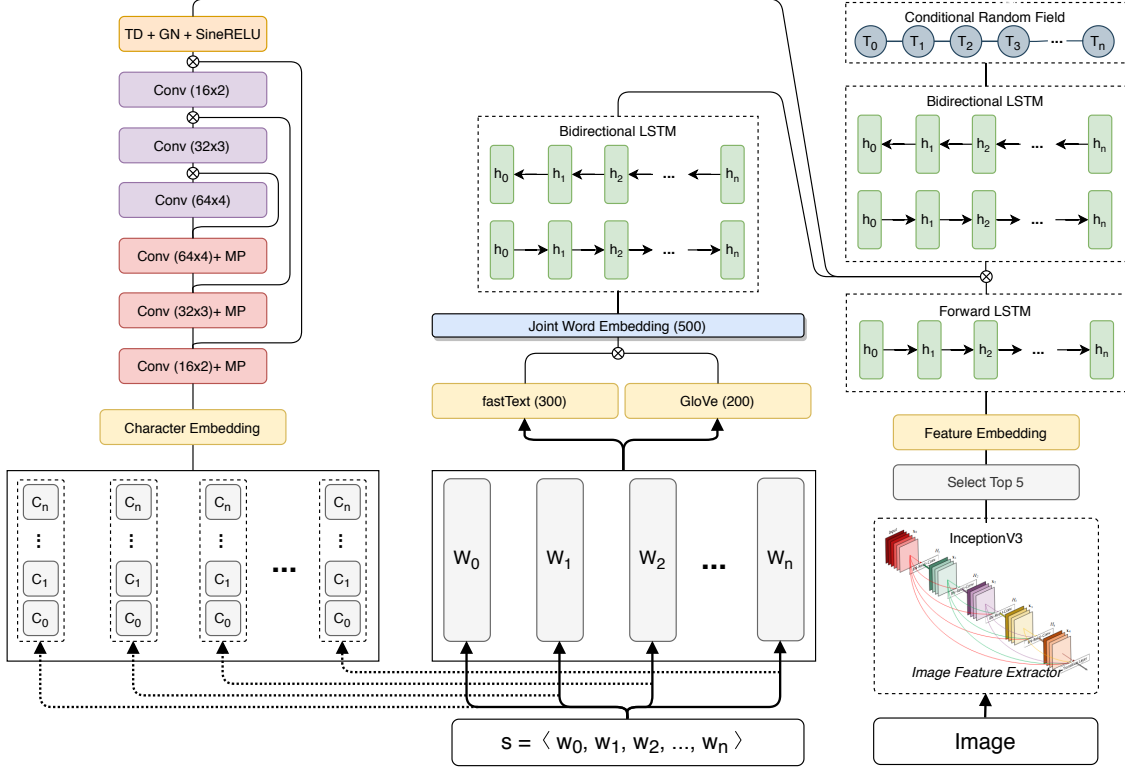 TD + GN + SineRELU
Conv (16x2)
Conv (32x3)
Conv (64x4)
Conv (64x4)+ MP
Conv (32x3)+ MP
Conv (16x2)+ MP
Character Embedding
Cₙ Cₙ Cₙ Cₙ
⋮ ⋮ ⋮ ⋮
C₁ C₁ C₁ ... C₁
C₀ C₀ C₀ C₀
Bidirectional LSTM
h₀ h₁ h₂ ... hₙ
h₀ h₁ h₂ ... hₙ
Joint Word Embedding (500)
fastText (300)
GloVe (200)
W₀ W₁ W₂ ... Wₙ
s = 〈 w₀, w₁, w₂, ..., wₙ 〉
Conditional Random Field
T₀ T₁ T₂ T₃ ... Tₙ
Bidirectional LSTM
h₀ h₁ h₂ ... hₙ
h₀ h₁ h₂ ... hₙ
Forward LSTM
h₀ h₁ h₂ ... hₙ
Feature Embedding
Select Top 5
InceptionV3
Image Feature Extractor
Image